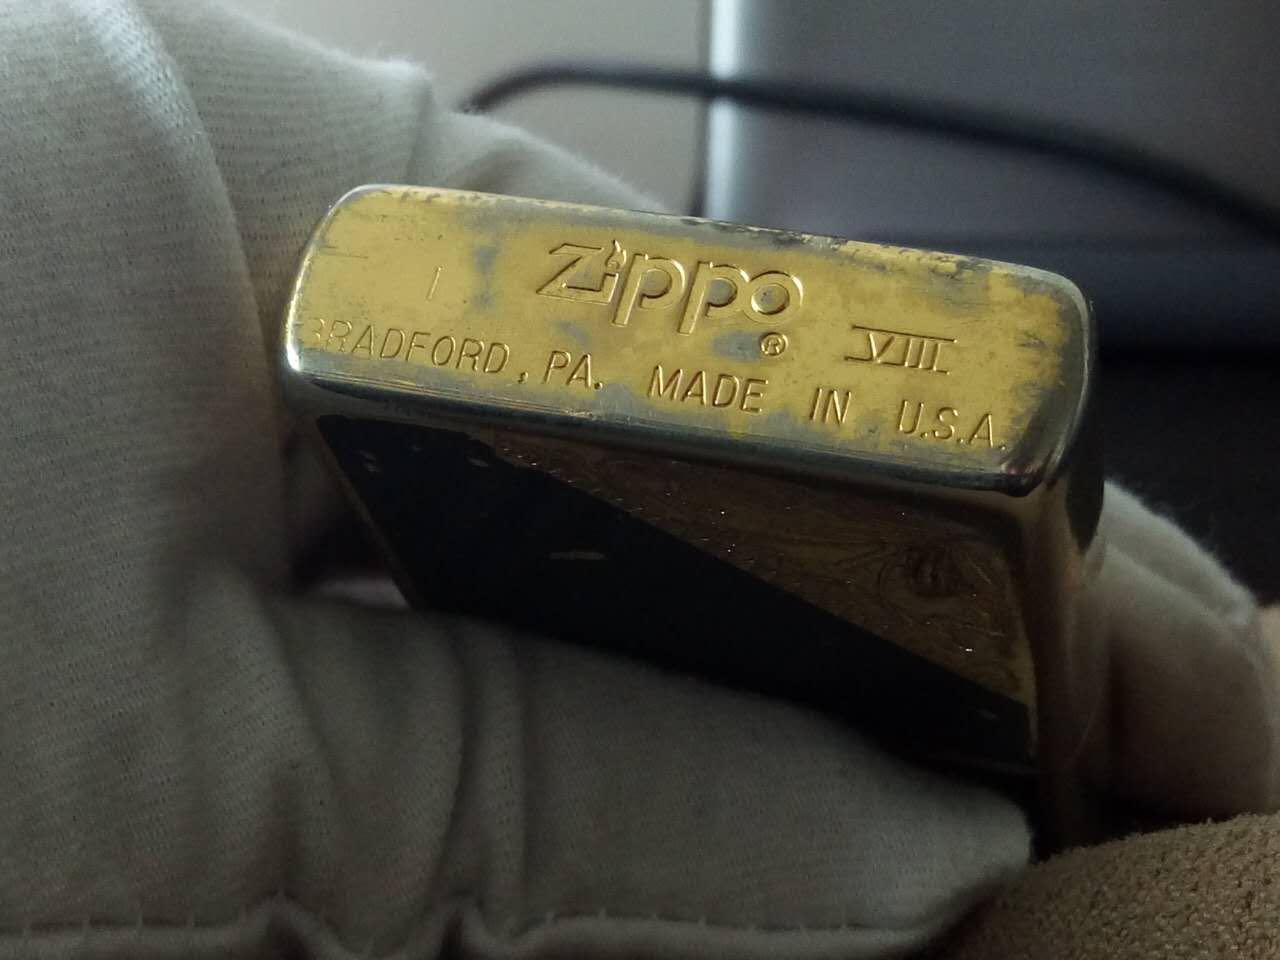 I Zippo ® VIII
BRADFORD, PA. MADE IN U.S.A.